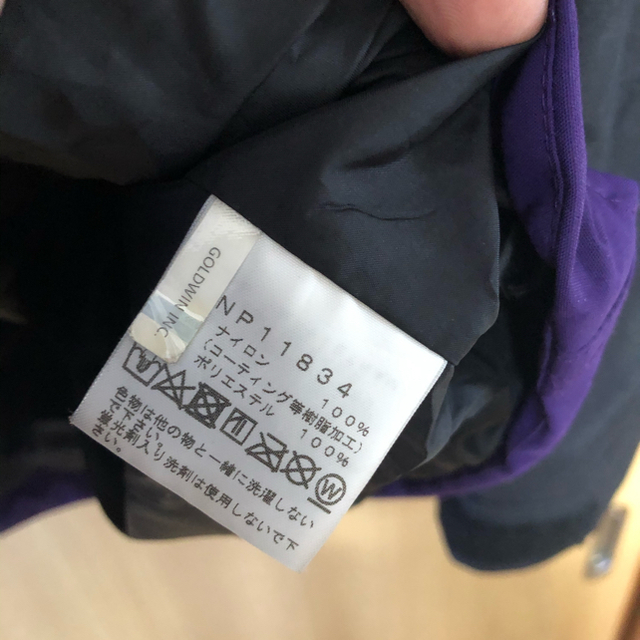 GOLDWIN INC
NP11834
ナイロン 100%
(コーティング等樹脂加工)
ポリエステル 100%
W
色物は他の物と一緒に洗濯しない
で下さい。
蛍光剤入り洗剤は使用しないで下
さい。